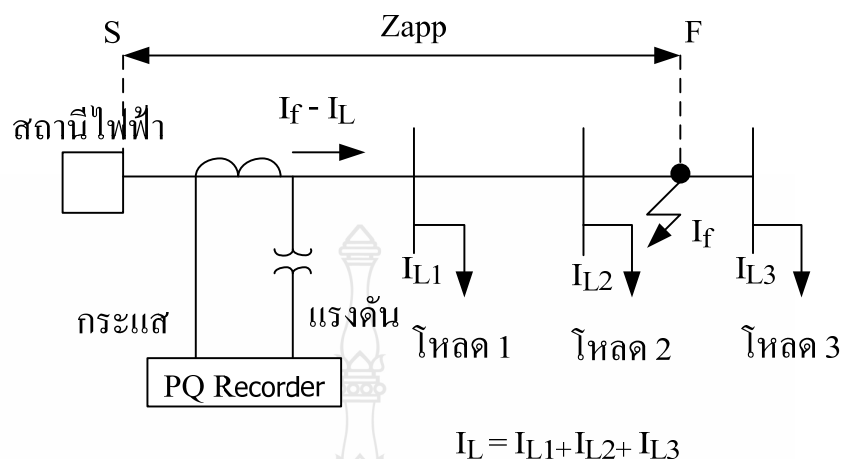 S
Zapp
F
สถานีไฟฟ้า
If - IL
If
IL1
IL2
IL3
กระแส
แรงดัน
โหลด 1
โหลด 2
โหลด 3
PQ Recorder
IL = IL1+IL2+ IL3